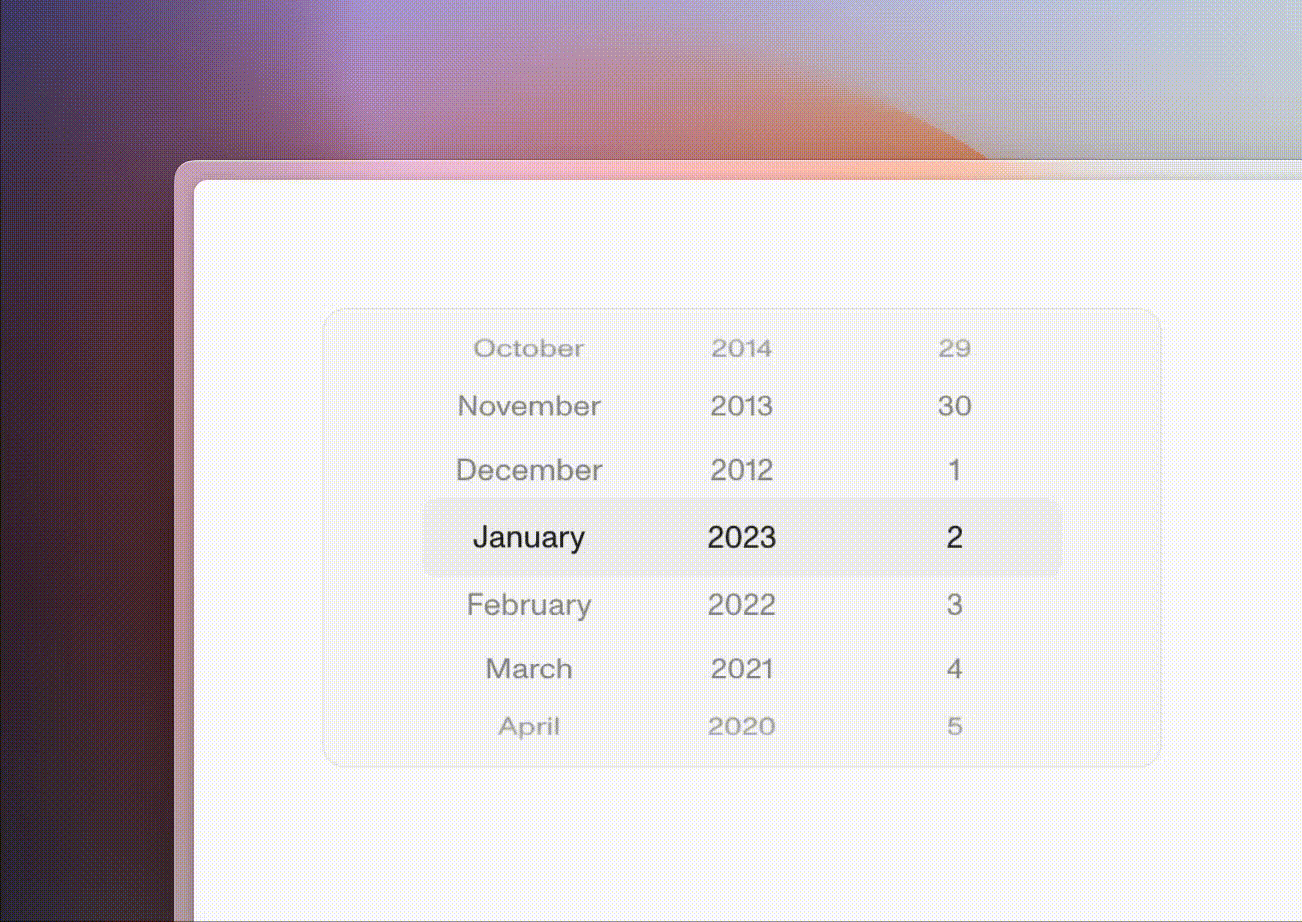 October 2014 29
November 2013 30
December 2012 1
January 2023 2
February 2022 3
March 2021 4
April 2020 5